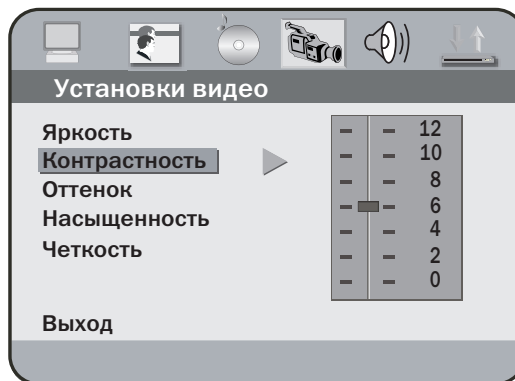 Установки видео
Яркость
Контрастность
Оттенок
Насыщенность
Четкость
Выход
12
10
8
6
4
2
0